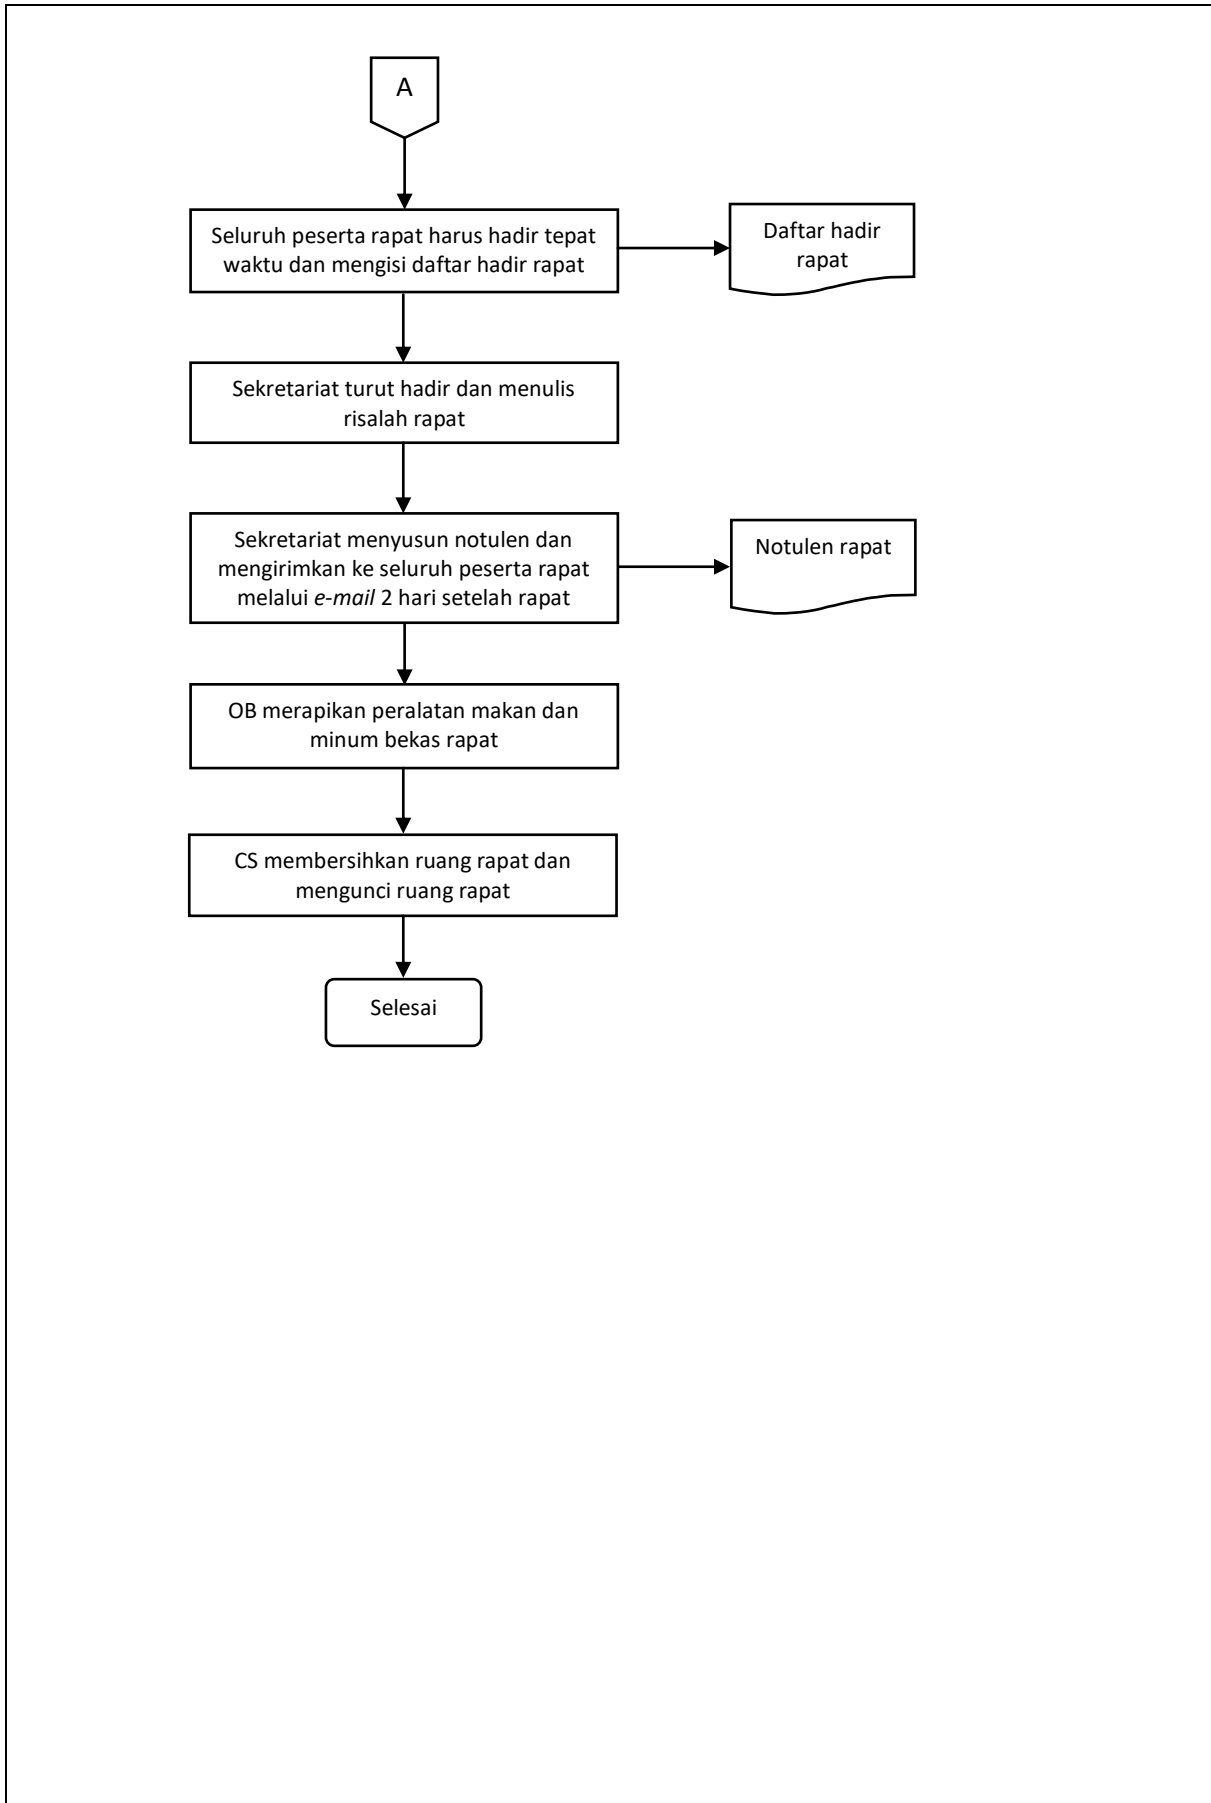 A
Seluruh peserta rapat harus hadir tepat
waktu dan mengisi daftar hadir rapat
Daftar hadir
rapat
Sekretariat turut hadir dan menulis
risalah rapat
Sekretariat menyusun notulen dan
mengirimkan ke seluruh peserta rapat
melalui e-mail 2 hari setelah rapat
Notulen rapat
OB merapikan peralatan makan dan
minum bekas rapat
CS membersihkan ruang rapat dan
mengunci ruang rapat
Selesai